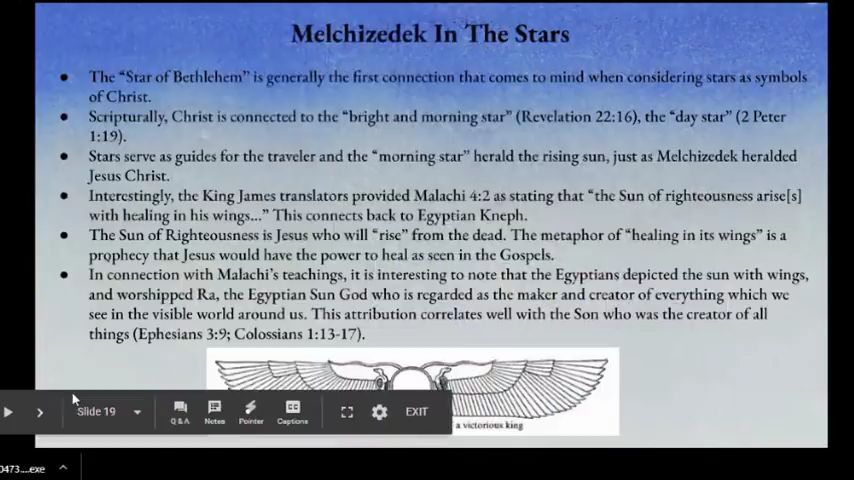 Melchizedek In The Stars
● The “Star of Bethlehem” is generally the first connection that comes to mind when considering stars as symbols
of Christ.
● Scripturally, Christ is connected to the “bright and morning star” (Revelation 22:16), the “day star” (2 Peter
1:19).
● Stars serve as guides for the traveler and the “morning star” herald the rising sun, just as Melchizedek heralded
Jesus Christ.
● Interestingly, the King James translators provided Malachi 4:2 as stating that “the Sun of righteousness arise[s]
with healing in his wings...” This connects back to Egyptian Kneph.
● The Sun of Righteousness is Jesus who will “rise” from the dead. The metaphor of “healing in its wings” is a
prophecy that Jesus would have the power to heal as seen in the Gospels.
● In connection with Malachi’s teachings, it is interesting to note that the Egyptians depicted the sun with wings,
and worshipped Ra, the Egyptian Sun God who is regarded as the maker and creator of everything which we
see in the visible world around us. This attribution correlates well with the Son who was the creator of all
things (Ephesians 3:9; Colossians 1:13-17).
Slide 19
Q & A
Notes
Pointer
Captions
EXIT
a victorious king
0473....exe